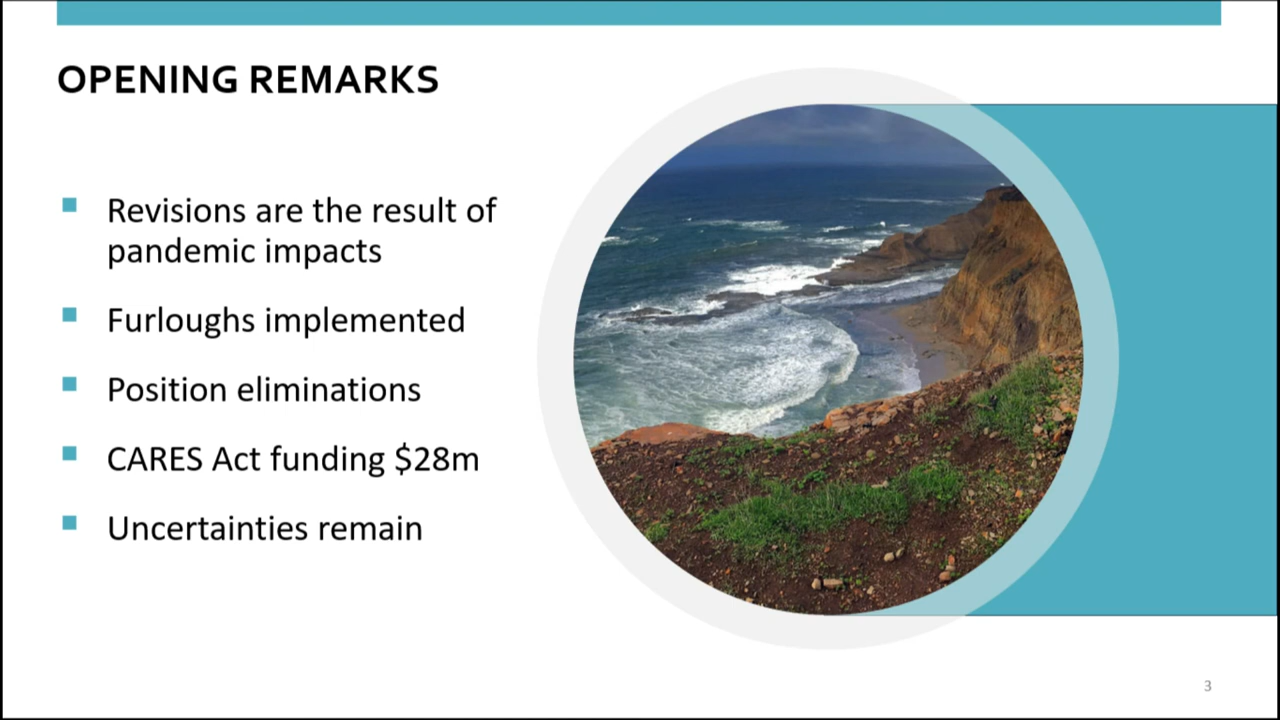 OPENING REMARKS
Revisions are the result of
pandemic impacts
Furloughs implemented
Position eliminations
CARES Act funding $28m
Uncertainties remain
3